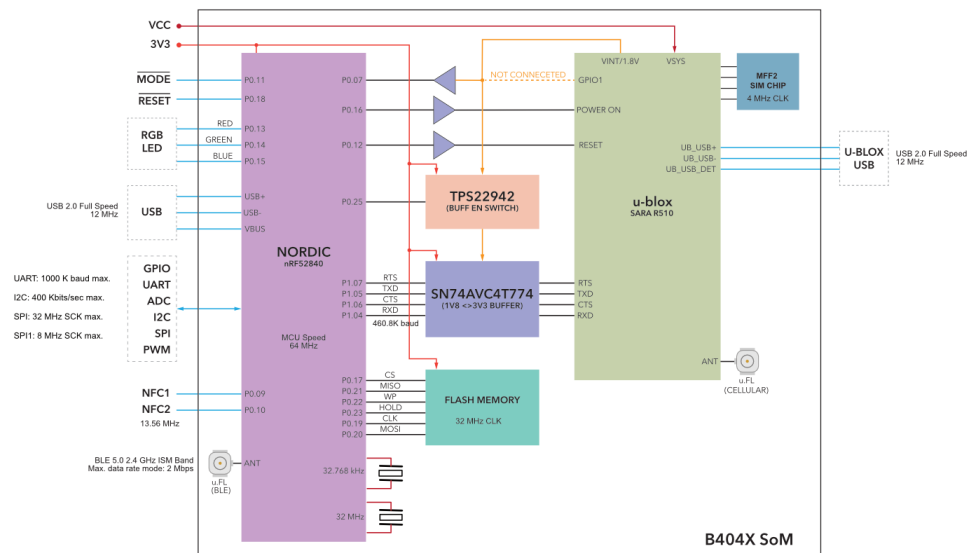 VCC
3V3
MODE
RESET
RGB
LED
RED
GREEN
BLUE
USB 2.0 Full Speed
12 MHz
USB
USB+
USB-
VBUS
UART: 1000 K baud max.
I2C: 400 Kbits/sec max.
SPI: 32 MHz SCK max.
SPI1: 8 MHz SCK max.
GPIO
UART
ADC
I2C
SPI
PWM
NFC1
NFC2
13.56 MHz
BLE 5.0 2.4 GHz ISM Band
Max. data rate mode: 2 Mbps
u.FL
(BLE)
P0.11
P0.18
P0.13
P0.14
P0.15
P0.09
P0.10
ANT
NORDIC
nRF52840
MCU Speed
64 MHz
P0.07
P0.16
P0.12
P0.25
P1.07
P1.05
P1.06
P1.04
P0.17
P0.21
P0.22
P0.23
P0.19
P0.20
32.768 kHz
32 MHz
RTS
TXD
CTS
RXD
460.8K baud
CS
MISO
WP
HOLD
CLK
MOSI
NOT CONNECETED
TPS22942
(BUFF EN SWITCH)
SN74AVC4T774
(1V8 <>3V3 BUFFER)
FLASH MEMORY
32 MHz CLK
VINT/1.8V
VSYS
GPIO1
POWER ON
RESET
u-blox
SARA R510
RTS
TXD
CTS
RXD
UB_USB+
UB_USB-
UB_USB_DET
ANT
u.FL
(CELLULAR)
MFF2
SIM CHIP
4 MHz CLK
U-BLOX
USB
USB 2.0 Full Speed
12 MHz
B404X SoM